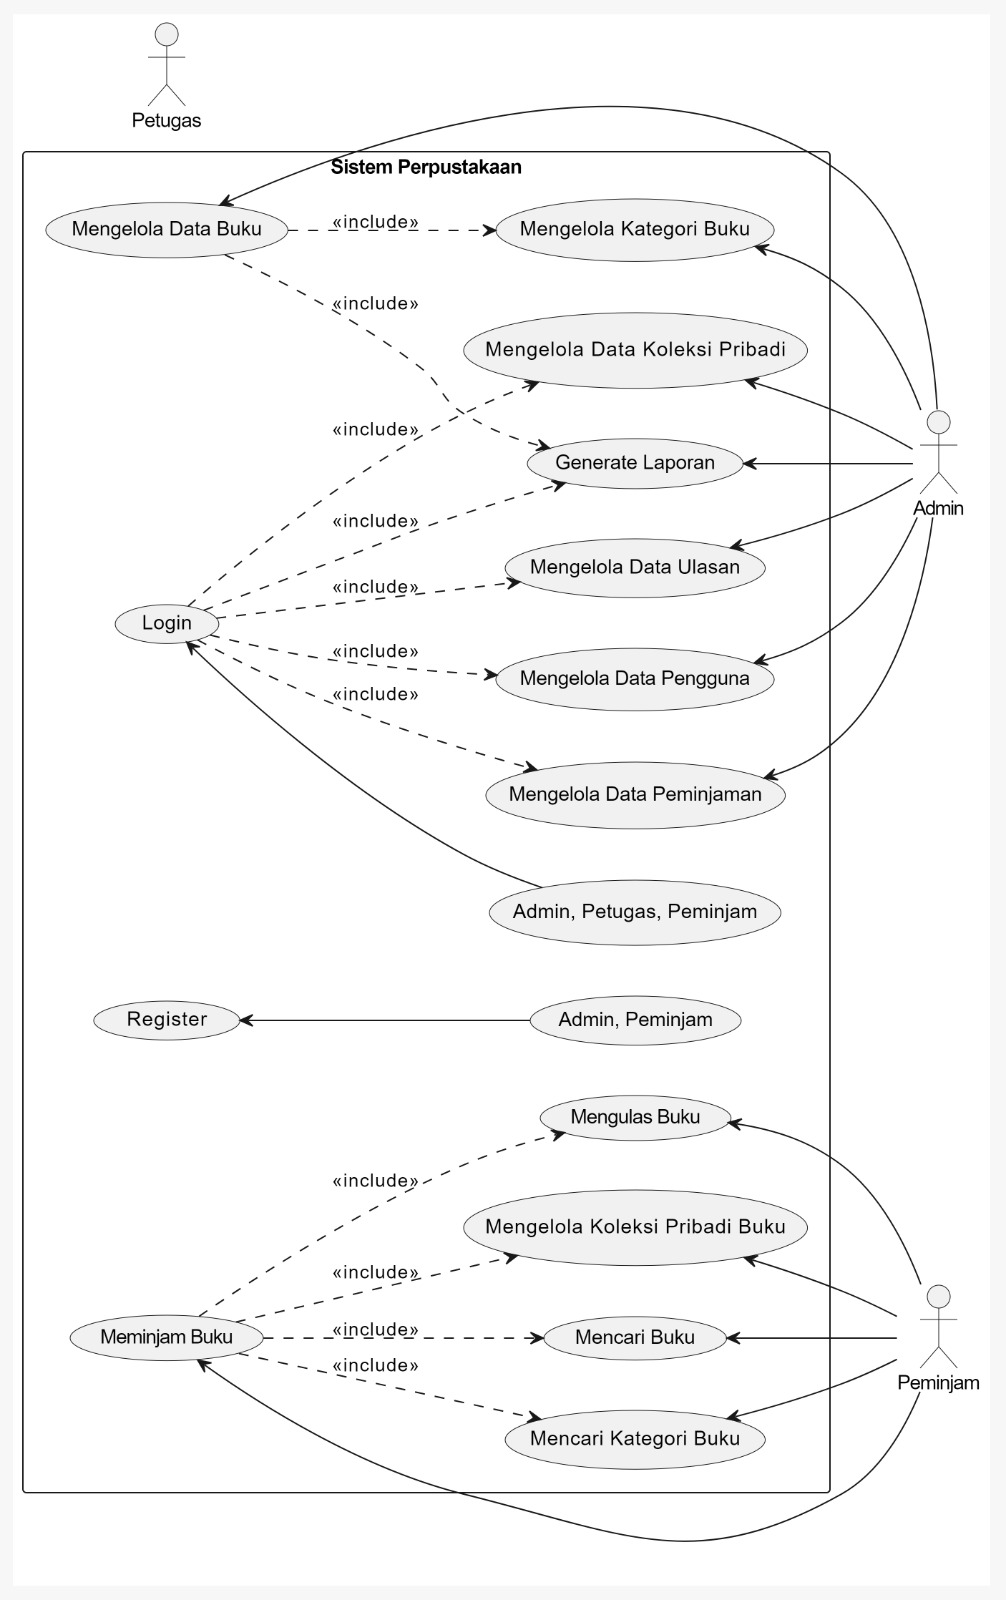 Petugas
Sistem Perpustakaan
Mengelola Data Buku
«include»
Mengelola Kategori Buku
«include»
Mengelola Data Koleksi Pribadi
«include»
Generate Laporan
Admin
«include»
Mengelola Data Ulasan
«include»
Login
«include»
Mengelola Data Pengguna
«include»
Mengelola Data Peminjaman
Admin, Petugas, Peminjam
Register
Admin, Peminjam
Mengulas Buku
«include»
Mengelola Koleksi Pribadi Buku
«include»
Meminjam Buku
«include»
Mencari Buku
«include»
Peminjam
Mencari Kategori Buku